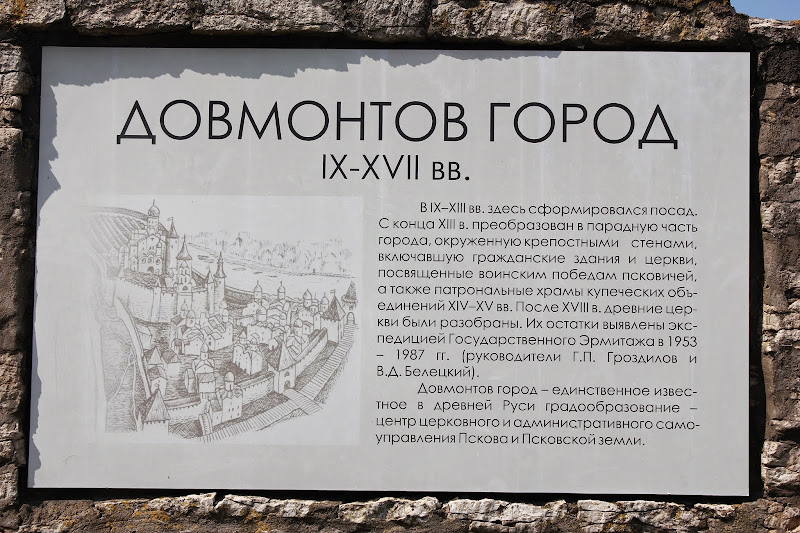 ДОВМОНТОВ ГОРОД
IX-XVII вв.
В IX–XIII вв. здесь сформировался посад.
С конца XIII в. преобразован в парадную часть
города, окруженную крепостными стенами,
включавшую гражданские здания и церкви,
посвященные воинским победам псковичей,
а также патрональные храмы купеческих объ-
единений XIV–XV вв. После XVIII в. древние цер-
кви были разобраны. Их остатки выявлены экс-
педицией Государственного Эрмитажа в 1953
– 1987 гг. (руководители Г.П. Гроздилов и
В.Д. Белецкий).
Довмонтов город – единственное извес-
тное в древней Руси градообразование –
центр церковного и административного само-
управления Пскова и Псковской земли.